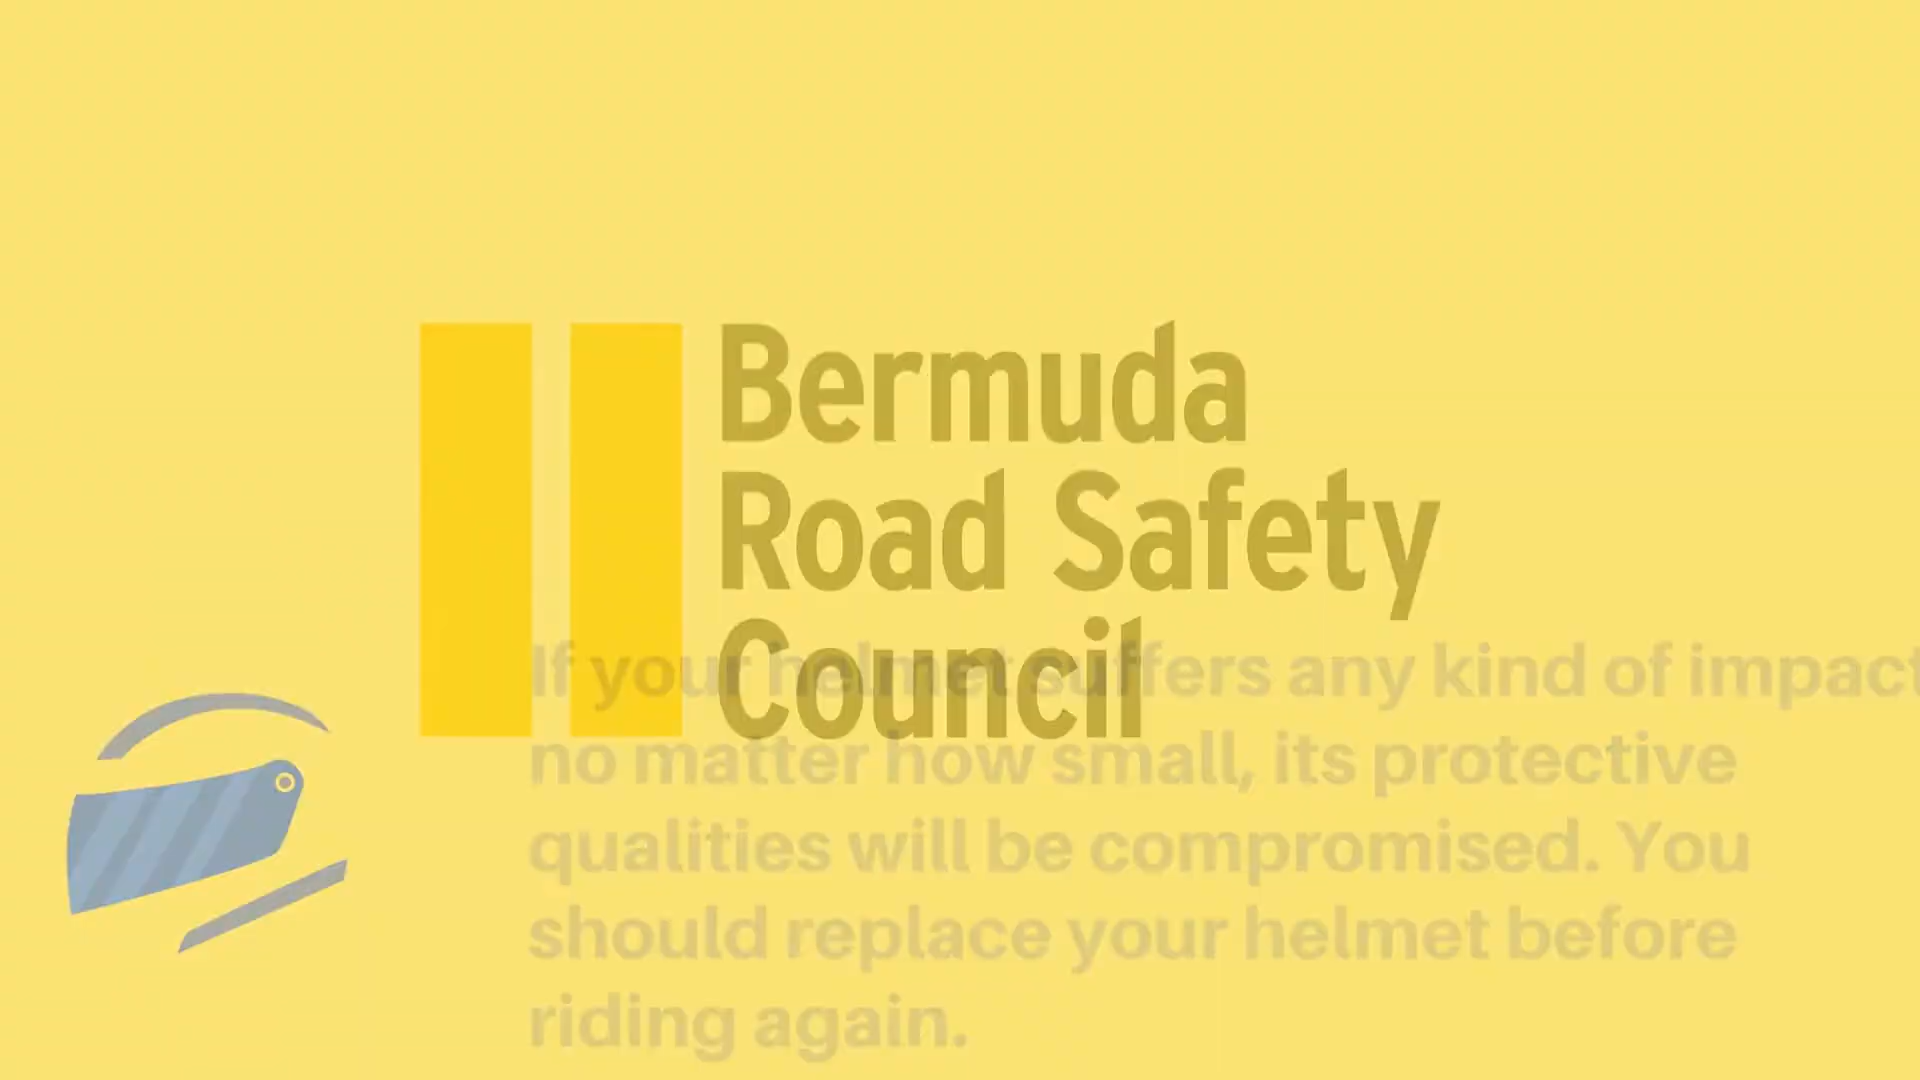 Bermuda
Road Safety
Council
If your helmet suffers any kind of impact
no matter how small, its protective
qualities will be compromised. You
should replace your helmet before
riding again.